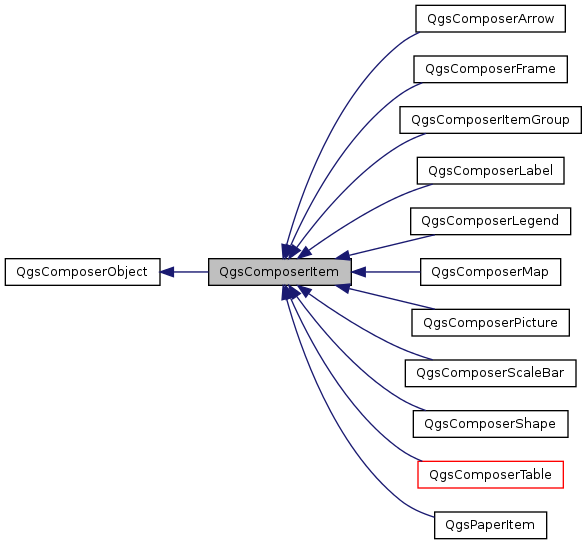 QgsComposerArrow
QgsComposerFrame
QgsComposerItemGroup
QgsComposerLabel
QgsComposerLegend
QgsComposerObject
QgsComposerItem
QgsComposerMap
QgsComposerPicture
QgsComposerScaleBar
QgsComposerShape
QgsComposerTable
QgsPaperItem